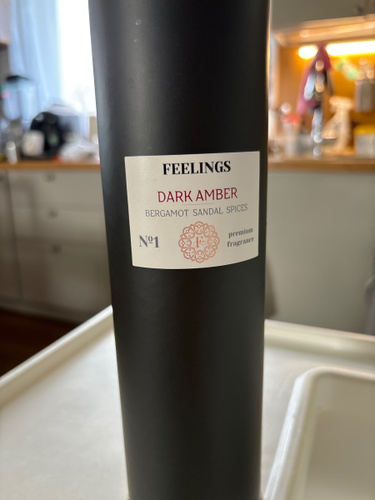 FEELINGS
DARK AMBER
BERGAMOT SANDAL SPICES
Nº1
F
premium
fragrance